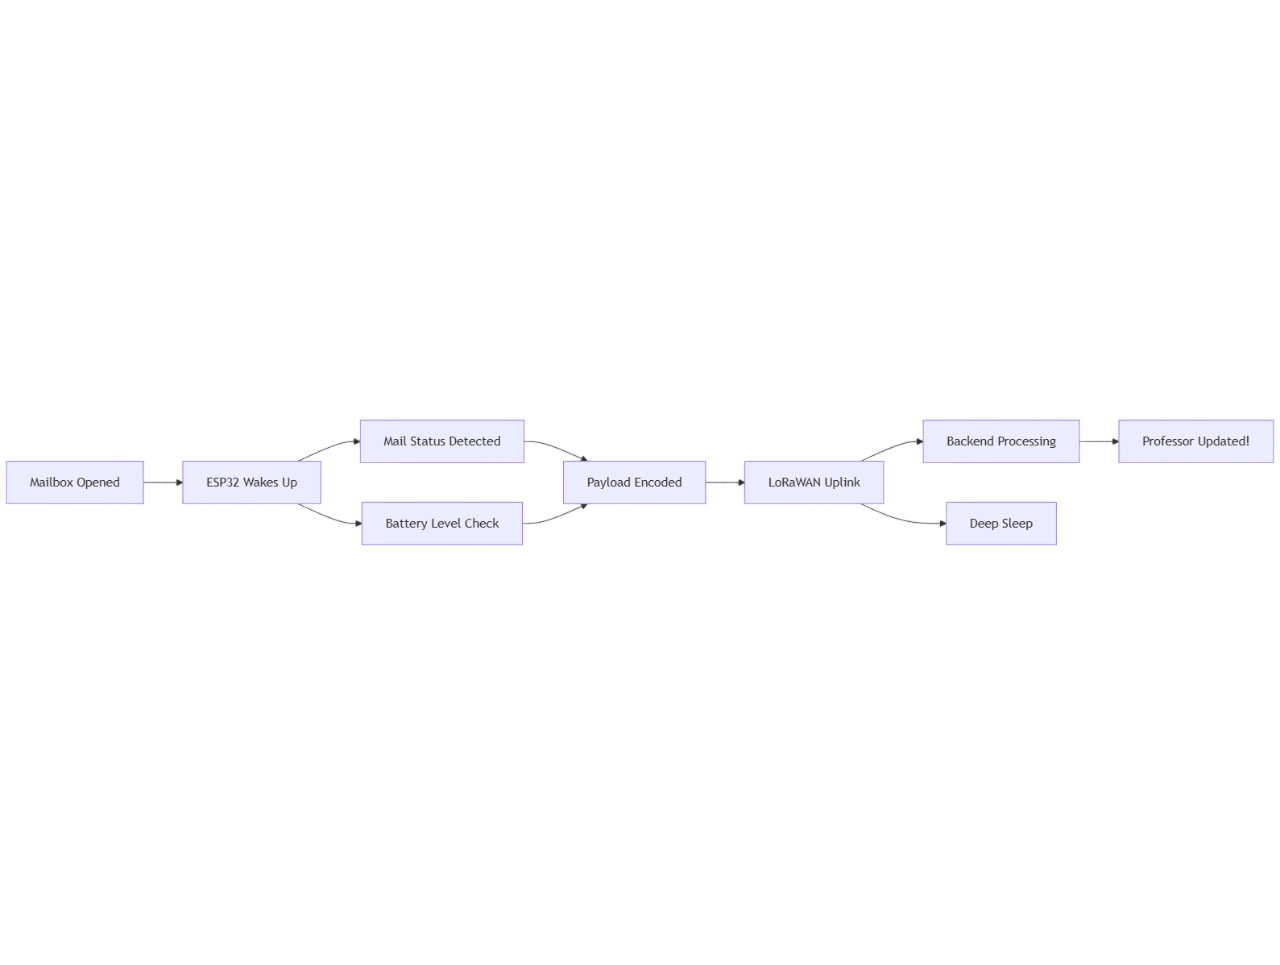 Mailbox Opened
ESP32 Wakes Up
Mail Status Detected
Battery Level Check
Payload Encoded
LoRaWAN Uplink
Backend Processing
Deep Sleep
Professor Updated!